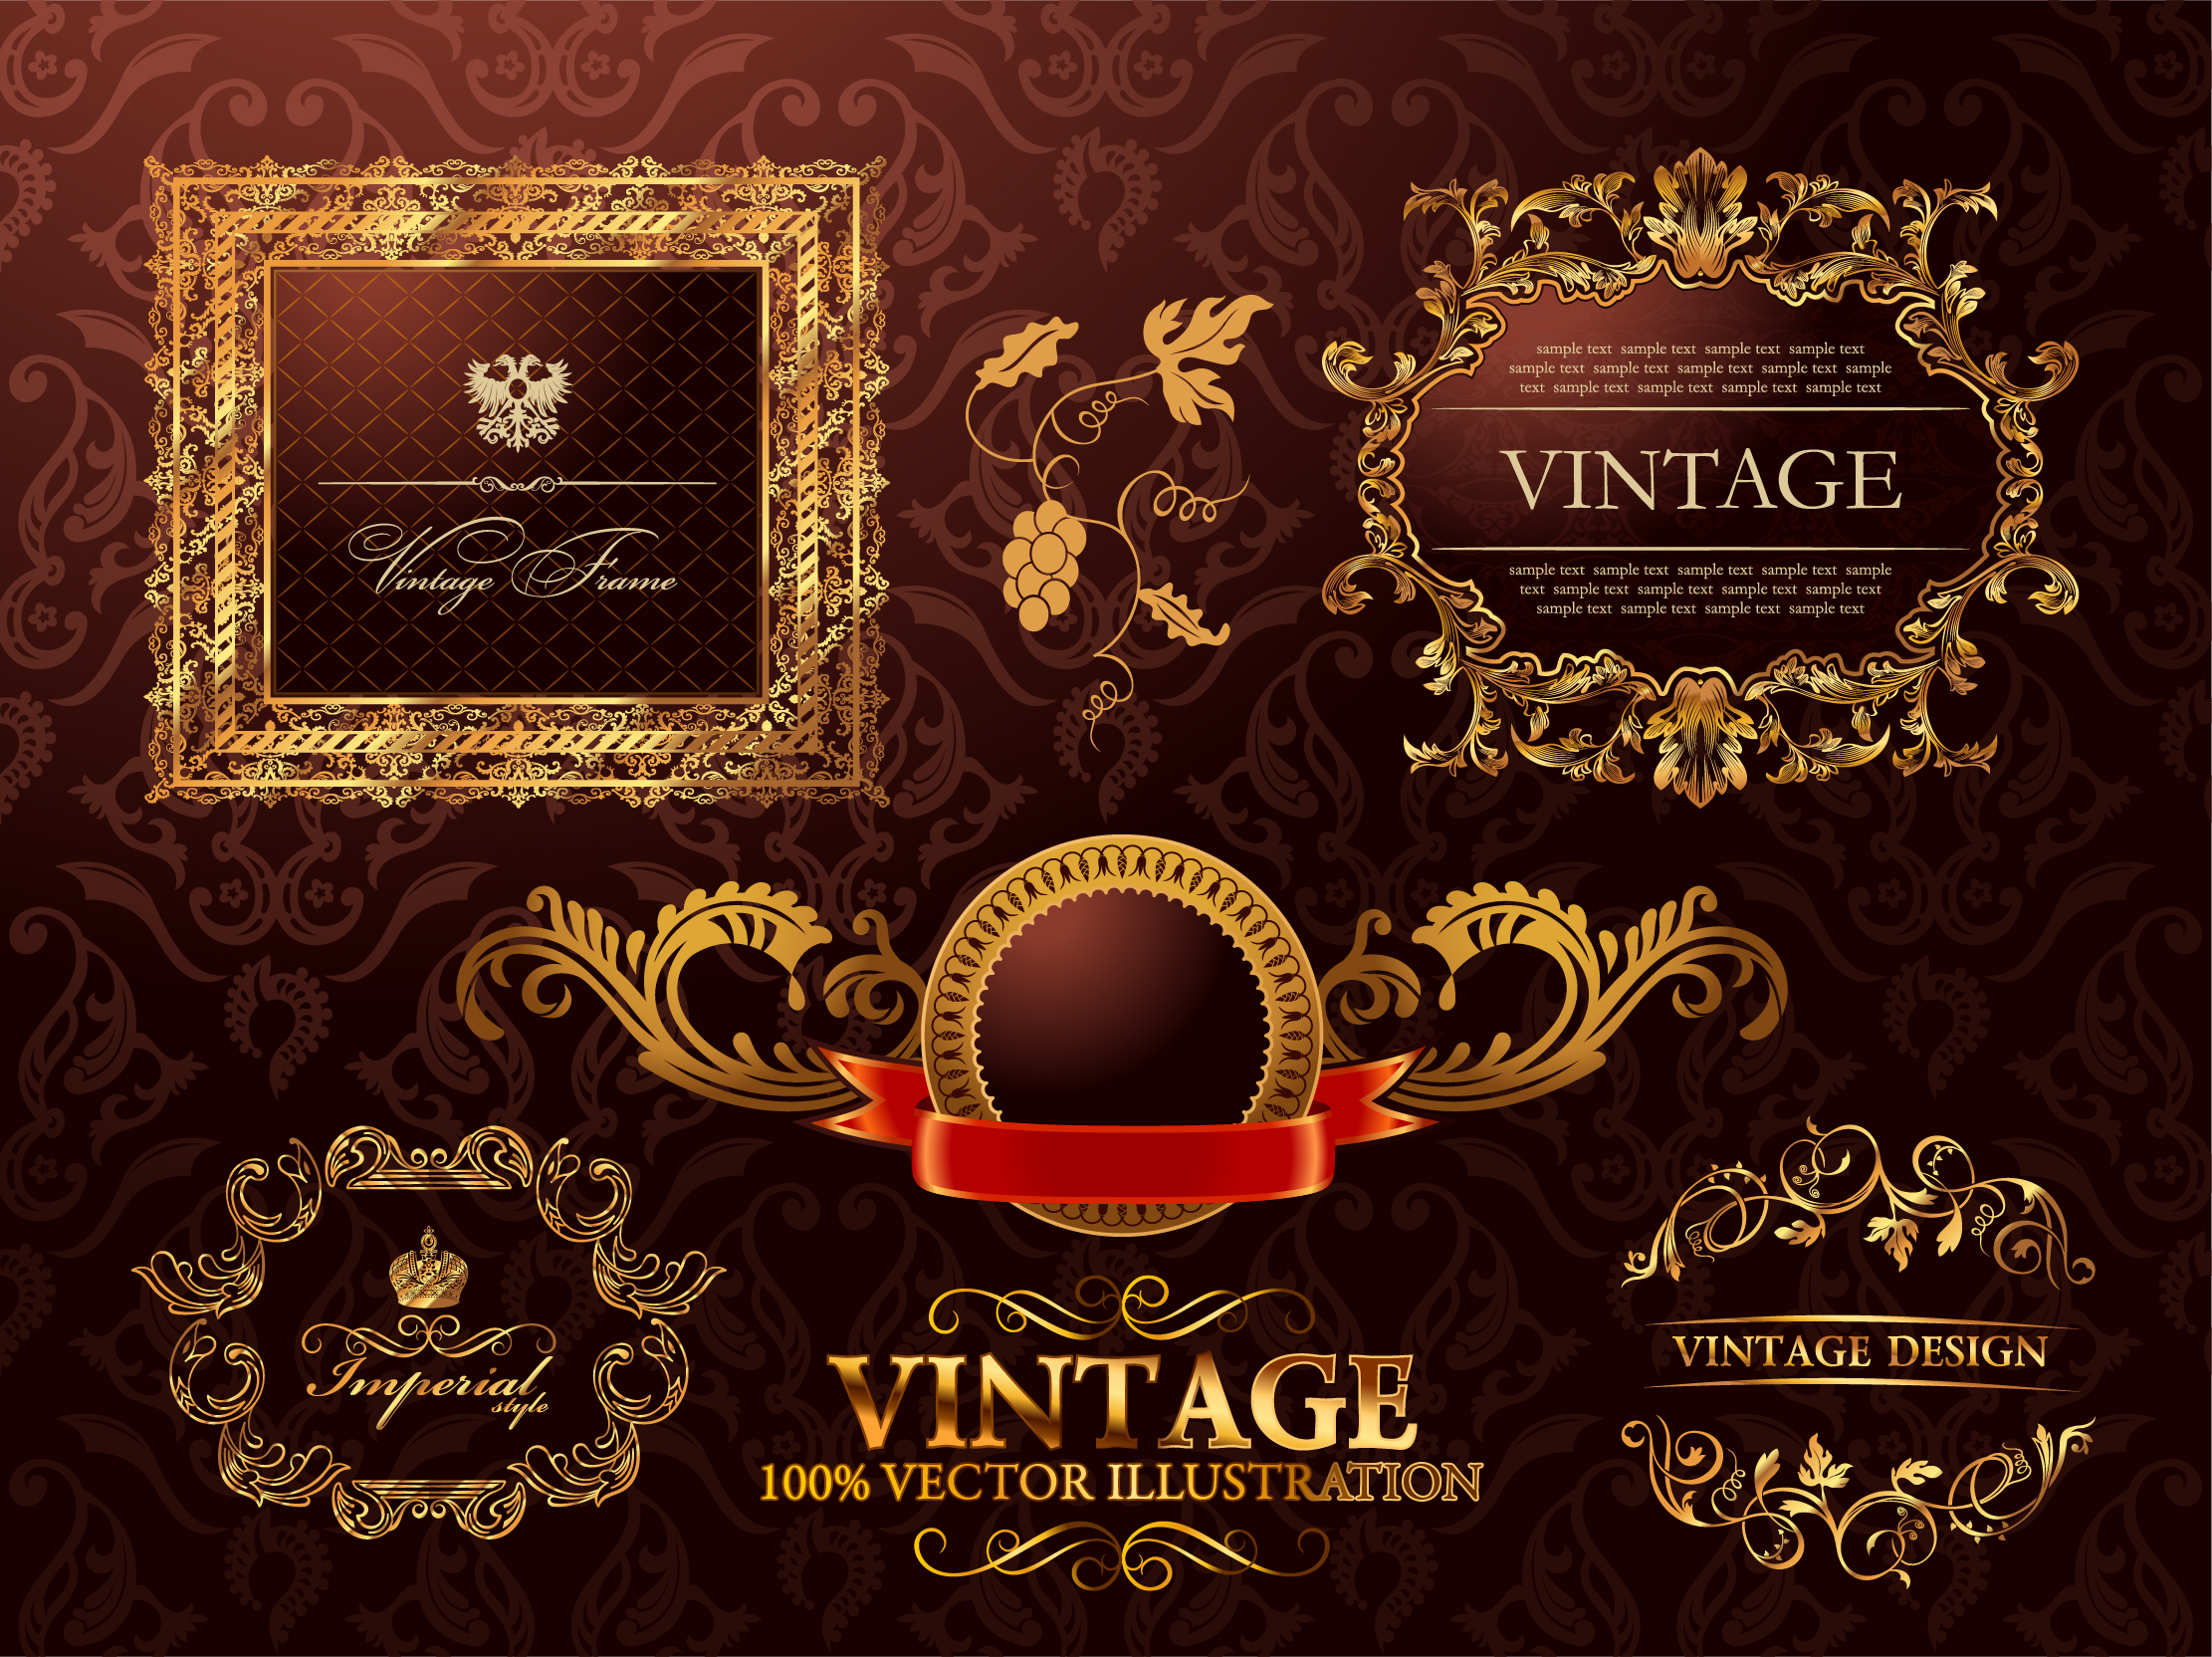 Vintage Frame
sample text sample text sample text sample text
sample text sample text sample text sample text sample
text sample text sample text sample text sample text
VINTAGE
sample text sample text sample text sample text sample
text sample text sample text sample text sample text
sample text sample text sample text sample text
Imperial
style
VINTAGE
100% VECTOR ILLUSTRATION
VINTAGE DESIGN